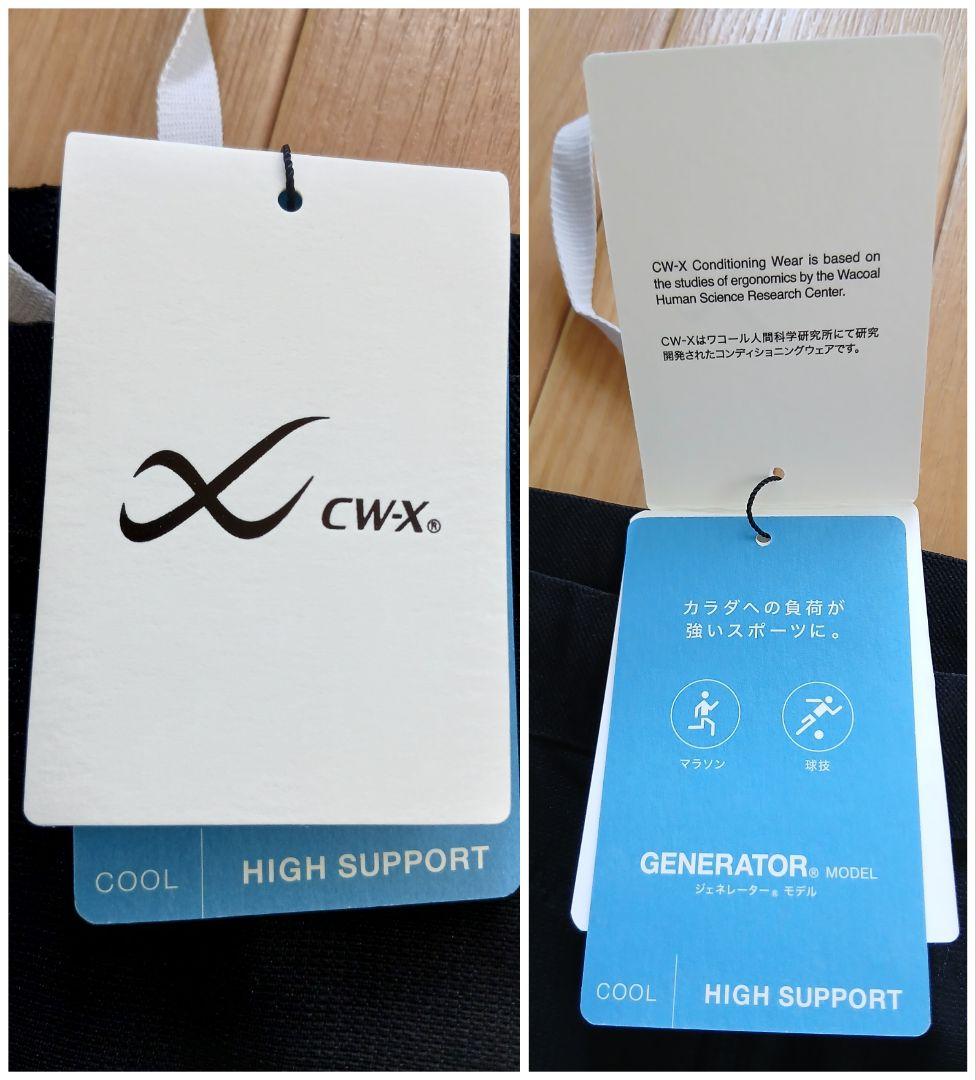 CW-X®
COOL
HIGH SUPPORT
CW-X Conditioning Wear is based on
the studies of ergonomics by the Wacoal
Human Science Research Center.
CW-Xはワコール人間科学研究所にて研究
開発されたコンディショニングウェアです。
カラダへの負荷が
強いスポーツに。
マラソン
球技
GENERATOR® MODEL
ジェネレーター® モデル
COOL
HIGH SUPPORT